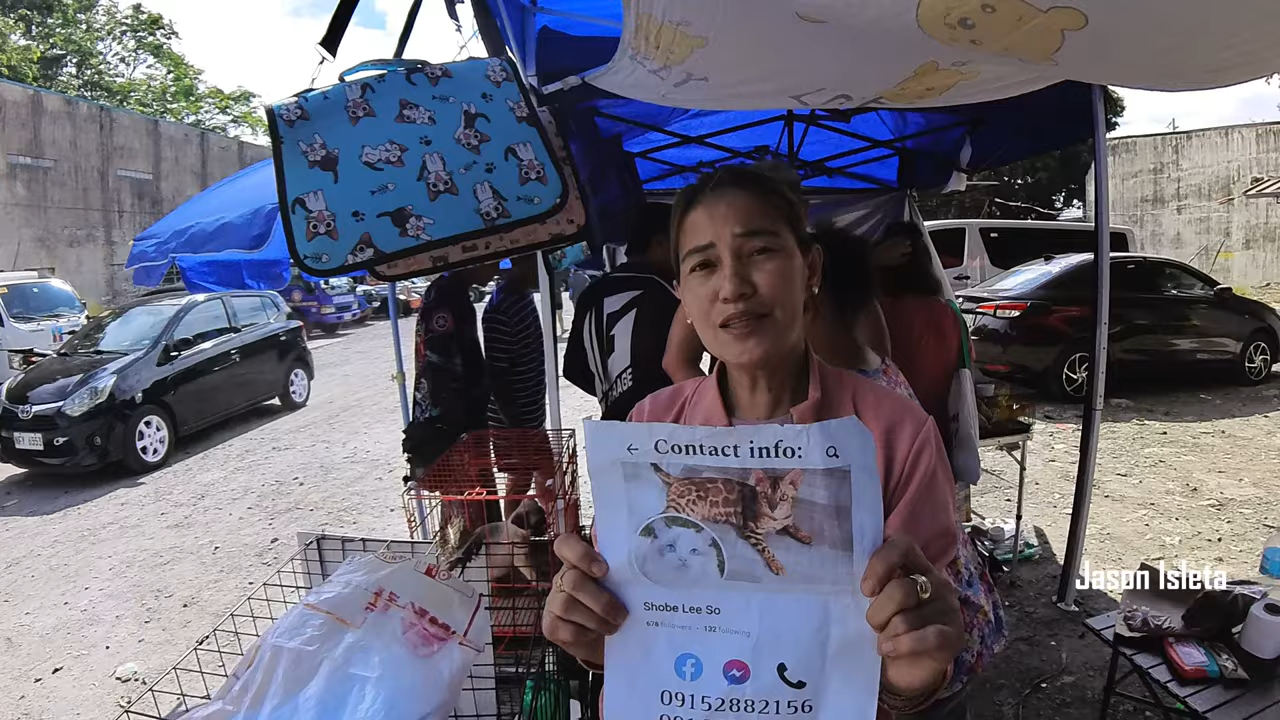 Contact info:
Shobe Lee So
678 followers • 132 following
09152882156
Jason Isleta